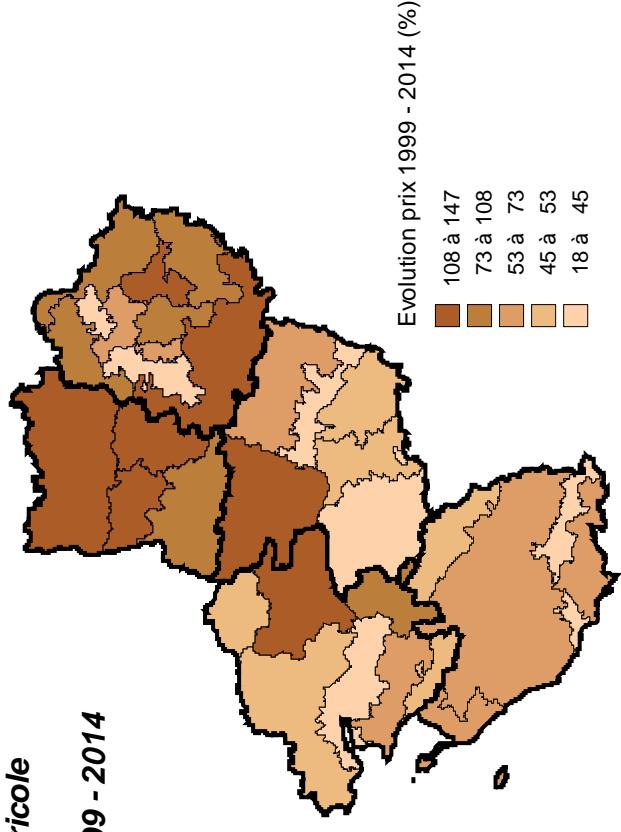 ricole
99 - 2014
Evolution prix 1999 - 2014 (%)
108 à 147
73 à 108
53 à 73
45 à 53
18 à 45